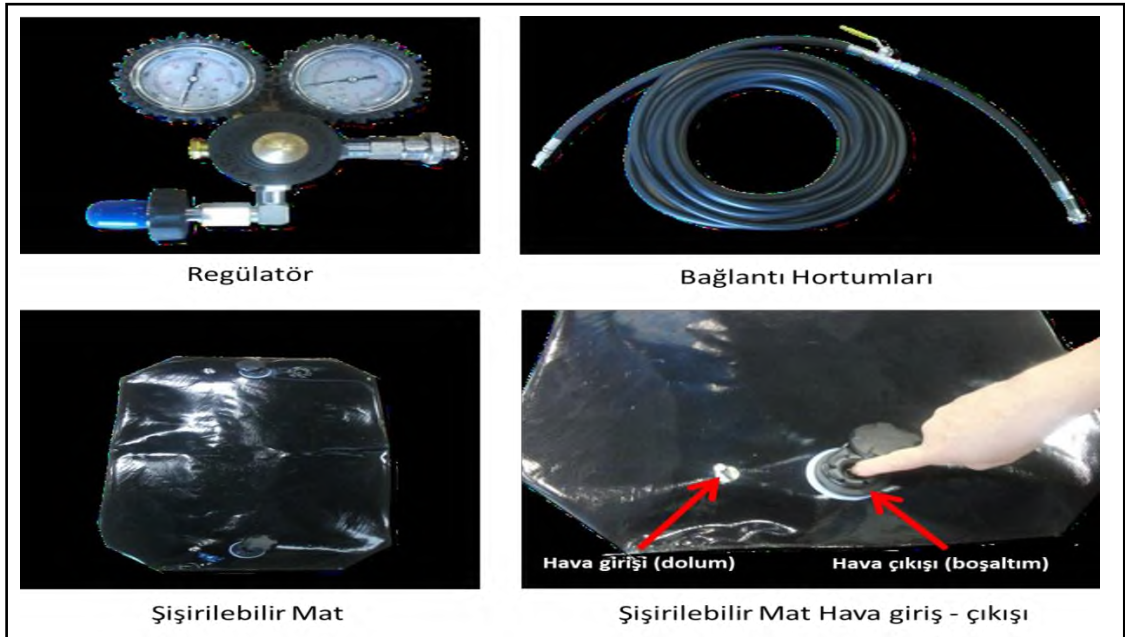 Regülatör
Bağlantı Hortumları
Hava girişi (dolum)
Hava çıkışı (boşaltım)
Şişirilebilir Mat
Şişirilebilir Mat Hava giriş - çıkışı